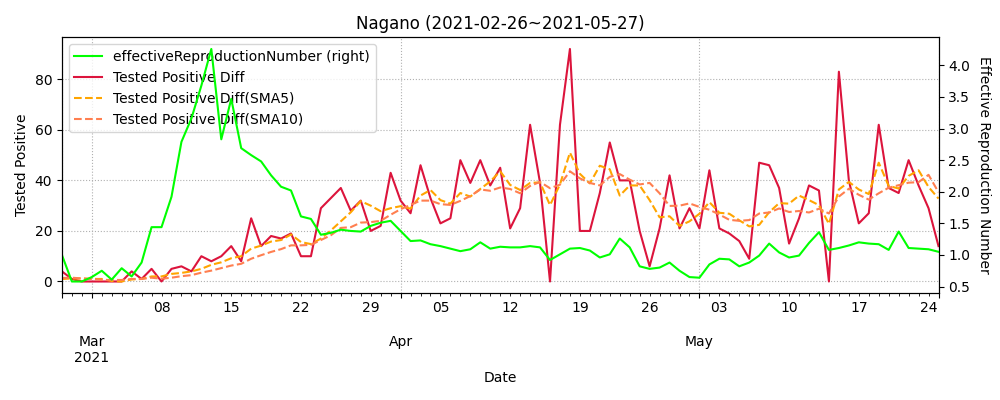 Nagano (2021-02-26~2021-05-27)
effectiveReproductionNumber (right)
Tested Positive Diff
Tested Positive Diff(SMA5)
Tested Positive Diff(SMA10)
Tested Positive
80
60
40
20
0
4.0
3.5
3.0
2.5
2.0
1.5
1.0
0.5
Effective Reproduction Number
08 15 22 29 05 12 19 26 03 10 17 24
Mar Apr May
2021
Date